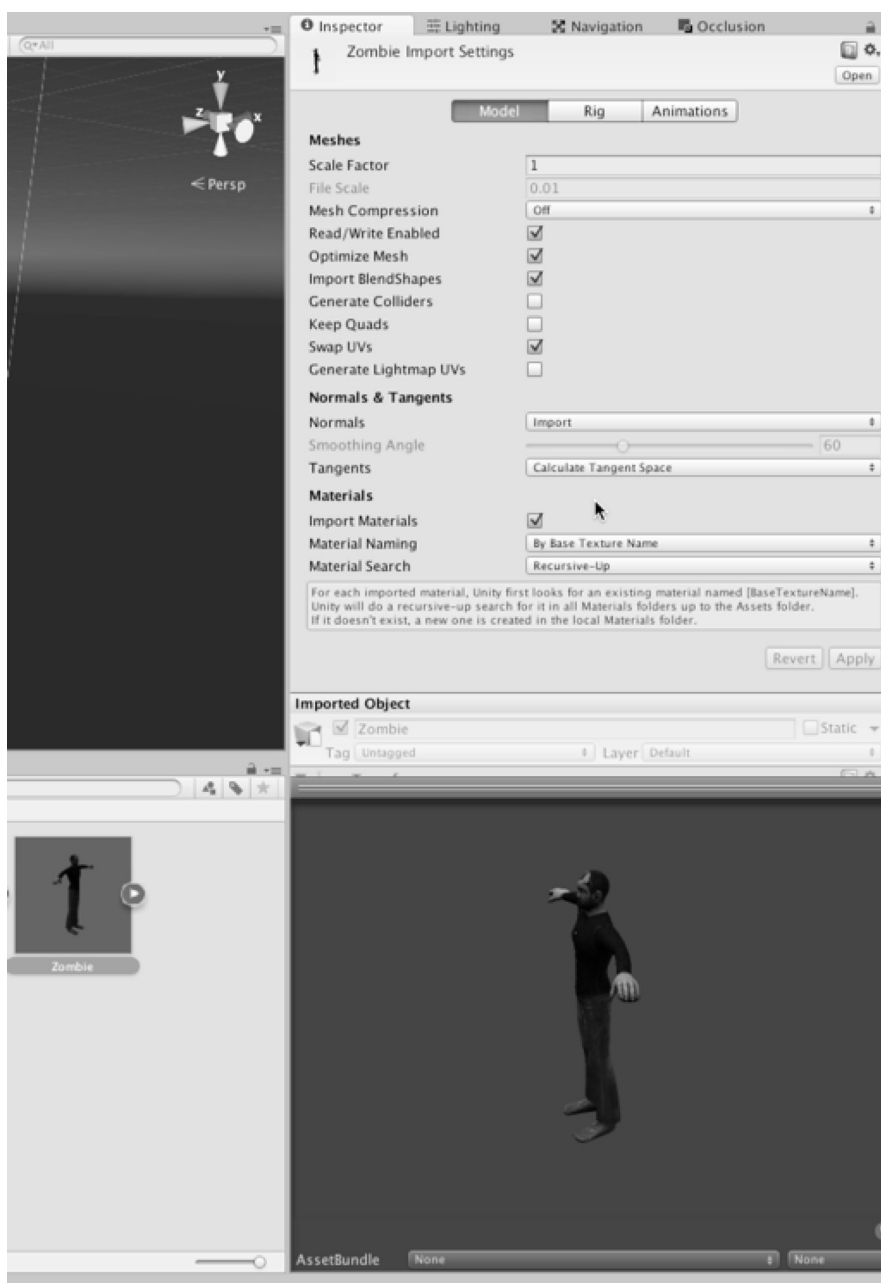 Inspector Lighting Navigation Occlusion
All
Zombie Import Settings
Open
Model Rig Animations
Meshes
Scale Factor 1
File Scale 0.01
Mesh Compression Off
Read/Write Enabled
Optimize Mesh
Import BlendShapes
Generate Colliders
Keep Quads
Swap UVs
Generate Lightmap UVs
Normals & Tangents
Normals Import
Smoothing Angle 60
Tangents Calculate Tangent Space
Materials
Import Materials
Material Naming By Base Texture Name
Material Search Recursive-Up
For each imported material, Unity first looks for an existing material named [BaseTextureName].
Unity will do a recursive-up search for it in all Materials folders up to the Assets folder.
If it doesn't exist, a new one is created in the local Materials folder.
Revert Apply
Imported Object
Zombie Static
Tag Untagged Layer Default
y
z
x
Persp
Zombie
AssetBundle None None